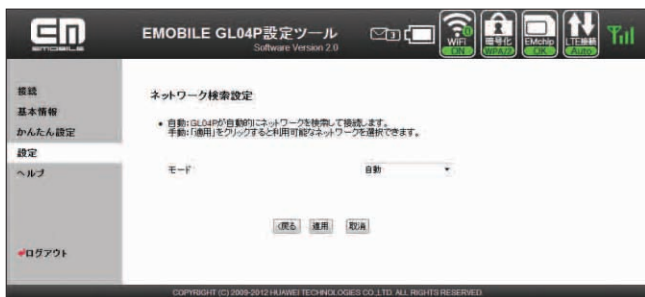 EM
EMOBILE
EMOBILE GL04P設定ツール
Software Version 2.0
3
WiFi
ON
暗号化
WPA/2
EMchip
OK
LTE接続
Auto
接続
基本情報
かんたん設定
設定
ヘルプ
ログアウト
ネットワーク検索設定
• 自動:GL04Pが自動的にネットワークを検索して接続します。
手動:「適用」をクリックすると利用可能なネットワークを選択できます。
モード
自動
戻る 適用 取消
COPYRIGHT (C) 2009-2012 HUAWEI TECHNOLOGIES CO.,LTD. ALL RIGHTS RESERVED.